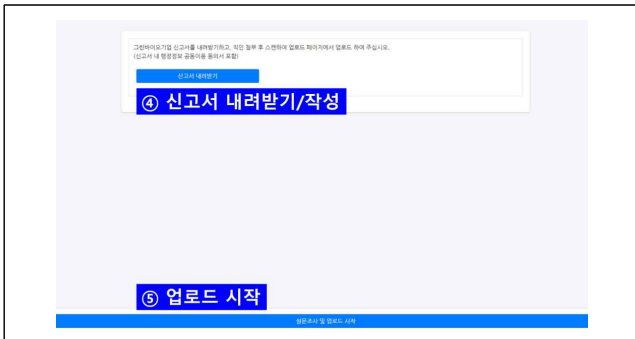 그린바이오기업 신고서를 내려받기하고, 직인 첨부 후 스캔하여 업로드 페이지에서 업로드 하여 주십시오.
(신고서 내 행정정보 공동이용 동의서 포함)
신고서 내려받기
④ 신고서 내려받기/작성
⑤ 업로드 시작
설문조사 및 업로드 시작